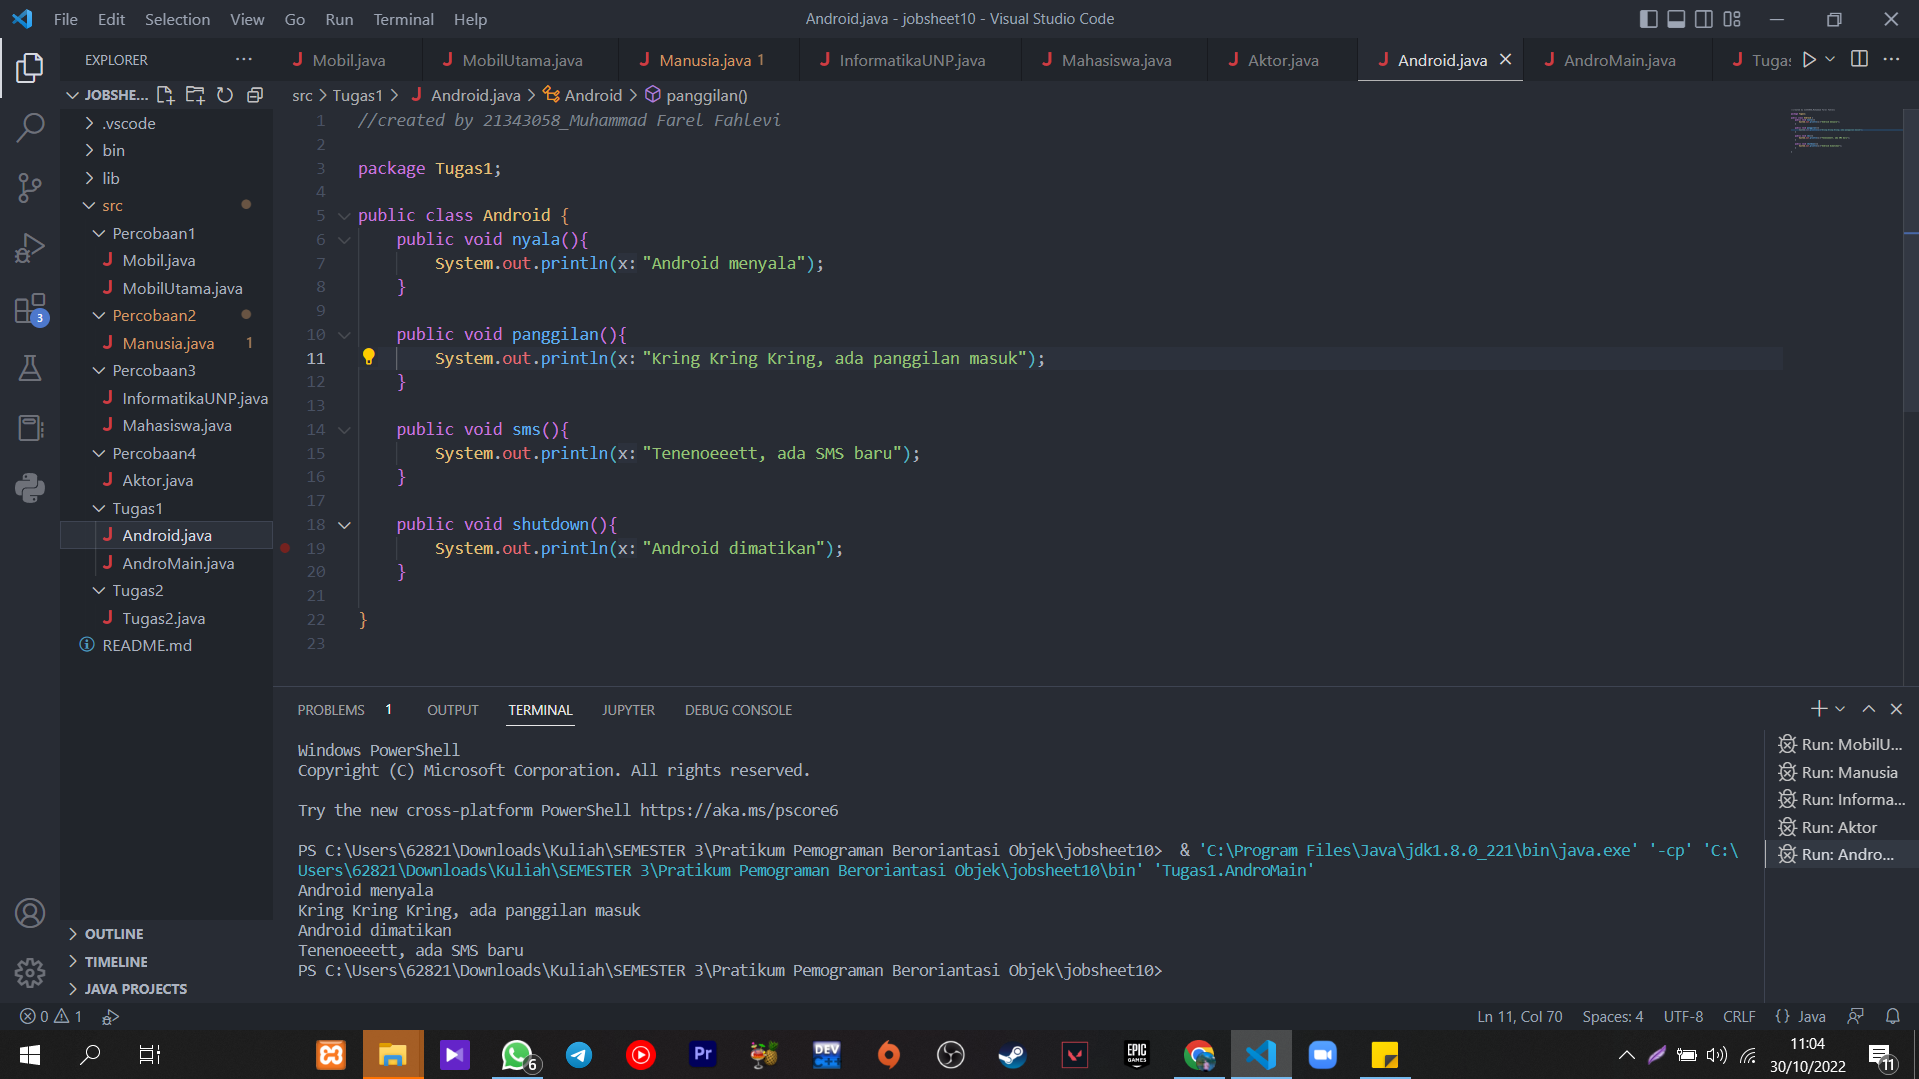 File Edit Selection View Go Run Terminal Help
Android.java - jobsheet10 - Visual Studio Code
EXPLORER
Mobil.java
MobilUtama.java
Manusia.java 1
InformatikaUNP.java
Mahasiswa.java
Aktor.java
Android.java
AndroMain.java
Tugas
JOBSHE...
src > Tugas1 > Android.java > Android > panggilan()
.vscode
bin
lib
src
Percobaan1
Mobil.java
MobilUtama.java
Percobaan2
Manusia.java 1
Percobaan3
InformatikaUNP.java
Mahasiswa.java
Percobaan4
Aktor.java
Tugas1
Android.java
AndroMain.java
Tugas2
Tugas2.java
README.md
OUTLINE
TIMELINE
JAVA PROJECTS
3
1 //created by 21343058_Muhammad Farel Fahlevi
2
3 package Tugas1;
4
5 public class Android {
6 public void nyala(){
7 System.out.println(x: "Android menyala");
8 }
9
10 public void panggilan(){
11 System.out.println(x: "Kring Kring Kring, ada panggilan masuk");
12 }
13
14 public void sms(){
15 System.out.println(x: "Tenenoeeett, ada SMS baru");
16 }
17
18 public void shutdown(){
19 System.out.println(x: "Android dimatikan");
20 }
21
22 }
23
PROBLEMS 1 OUTPUT TERMINAL JUPYTER DEBUG CONSOLE
Windows PowerShell
Copyright (C) Microsoft Corporation. All rights reserved.
Try the new cross-platform PowerShell https://aka.ms/pscore6
PS C:\Users\62821\Downloads\Kuliah\SEMESTER 3\Pratikum Pemograman Beroriantasi Objek\jobsheet10> & 'C:\Program Files\Java\jdk1.8.0_221\bin\java.exe' '-cp' 'C:\
Users\62821\Downloads\Kuliah\SEMESTER 3\Pratikum Pemograman Beroriantasi Objek\jobsheet10\bin' 'Tugas1.AndroMain'
Android menyala
Kring Kring Kring, ada panggilan masuk
Android dimatikan
Tenenoeeett, ada SMS baru
PS C:\Users\62821\Downloads\Kuliah\SEMESTER 3\Pratikum Pemograman Beroriantasi Objek\jobsheet10>
Run: MobilU...
Run: Manusia
Run: Informa...
Run: Aktor
Run: Andro...
0 1
Ln 11, Col 70 Spaces: 4 UTF-8 CRLF {} Java
6
Pr
DEV C++
EPIC GAMES
11:04
30/10/2022
11